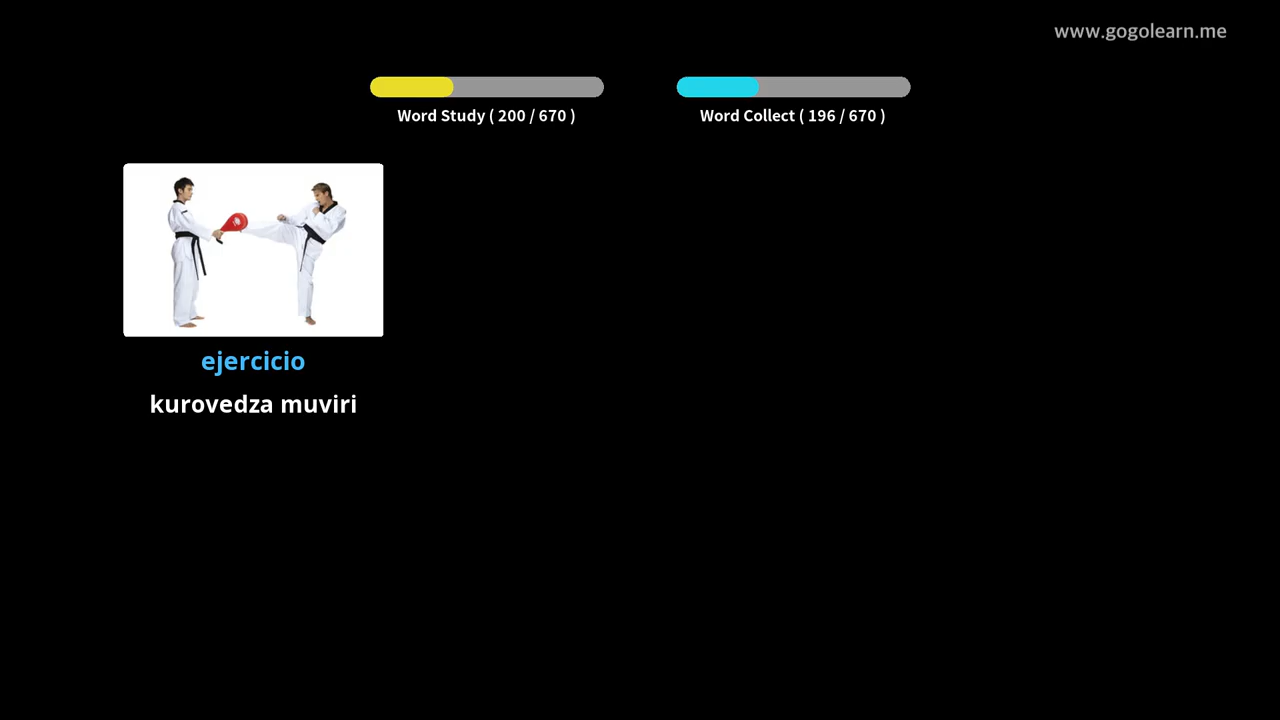 www.gogolearn.me
Word Study ( 200 / 670 )
Word Collect ( 196 / 670 )
ejercicio
kurovedza muviri